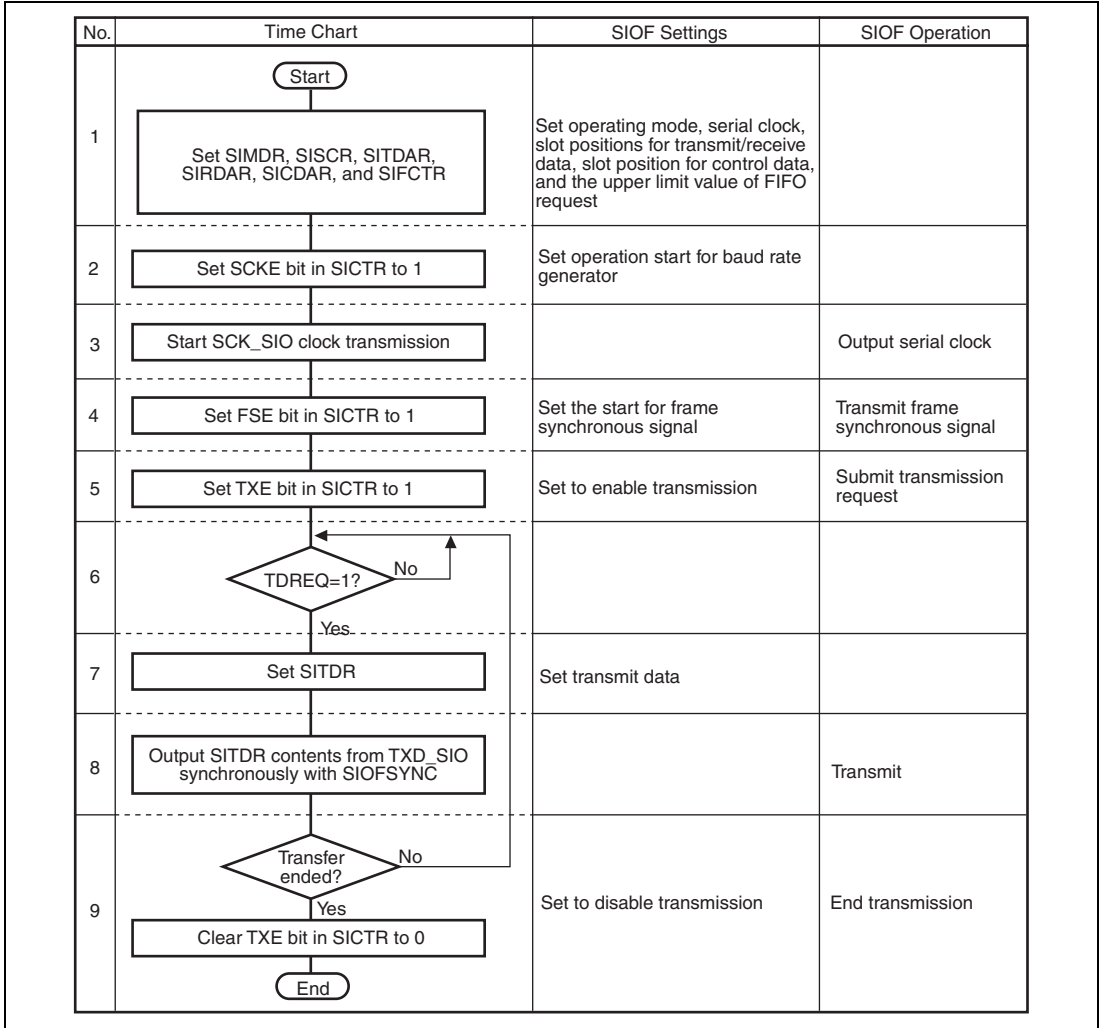 No. Time Chart SIOF Settings SIOF Operation
Start
1
Set SIMDR, SISCR, SITDAR,
SIRDAR, SICDAR, and SIFCTR
Set operating mode, serial clock,
slot positions for transmit/receive
data, slot position for control data,
and the upper limit value of FIFO
request
2
Set SCKE bit in SICTR to 1
Set operation start for baud rate
generator
3
Start SCK_SIO clock transmission
Output serial clock
4
Set FSE bit in SICTR to 1
Set the start for frame
synchronous signal
Transmit frame
synchronous signal
5
Set TXE bit in SICTR to 1
Set to enable transmission
Submit transmission
request
6
TDREQ=1?
No
Yes
7
Set SITDR
Set transmit data
8
Output SITDR contents from TXD_SIO
synchronously with SIOFSYNC
Transmit
9
Transfer
ended?
No
Yes
Set to disable transmission
End transmission
Clear TXE bit in SICTR to 0
End